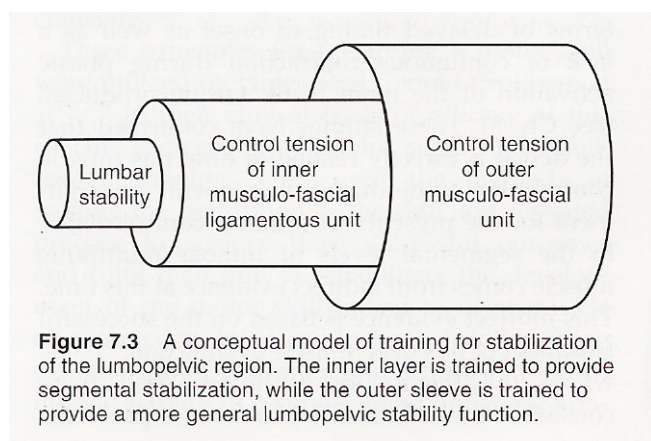 Lumbar
stability
Control tension
of inner
musculo-fascial
ligamentous unit
Control tension
of outer
musculo-fascial
unit
Figure 7.3 A conceptual model of training for stabilization
of the lumbopelvic region. The inner layer is trained to provide
segmental stabilization, while the outer sleeve is trained to
provide a more general lumbopelvic stability function.